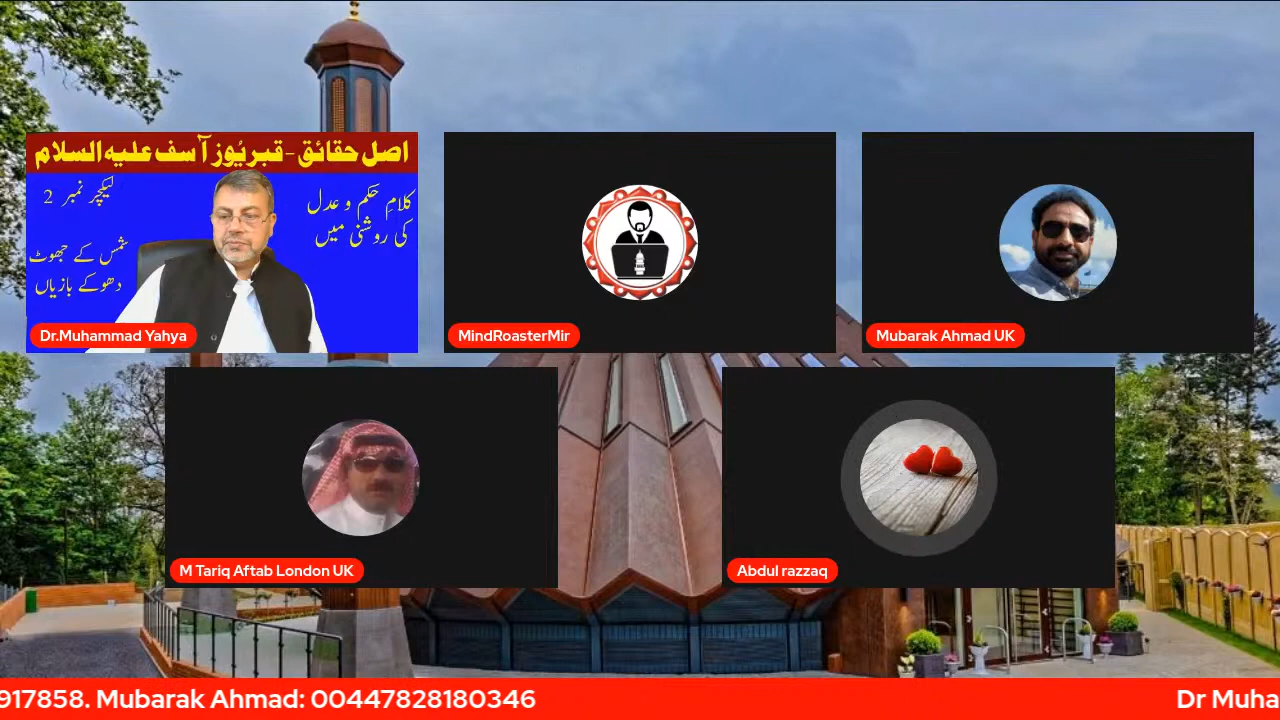 اصل حقائق - قبر یُوز آسف علیہ السلام
لیکچر نمبر 2
کلامِ حکم و عدل
کی روشنی میں
شمس کے جھوٹ
دھوکے بازیاں
Dr.Muhammad Yahya
MindRoasterMir
Mubarak Ahmad UK
M Tariq Aftab London UK
Abdul razzaq
917858. Mubarak Ahmad: 00447828180346
Dr Muha